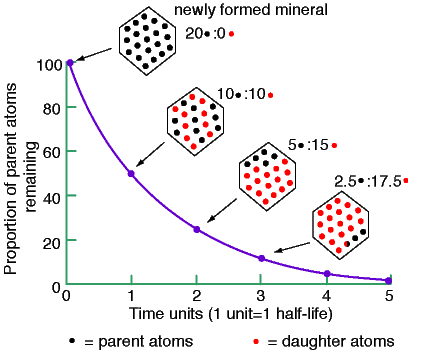 newly formed mineral
20●:0●
10●:10●
5●:15●
2.5●:17.5●
Proportion of parent atoms
remaining
100
80
60
40
20
0
0 1 2 3 4 5
Time units (1 unit=1 half-life)
● = parent atoms ● = daughter atoms